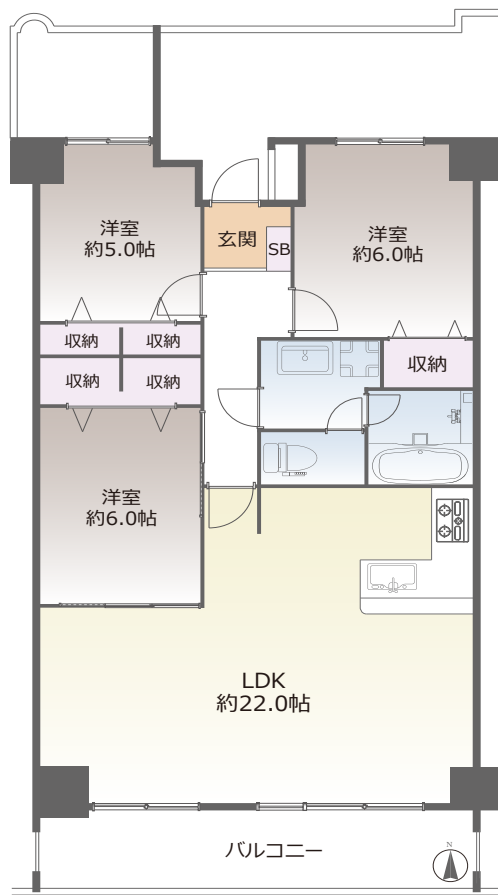 洋室
約5.0帖
玄関
SB
洋室
約6.0帖
収納
収納
収納
収納
収納
洋室
約6.0帖
LDK
約22.0帖
バルコニー
N